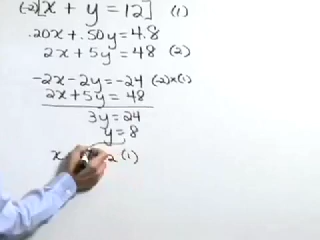 (-2)[x + y = 12] (1)
.20x+.50y=4.8
2x+5y=48 (2)
-2x-2y=-24 (-2)x(1)
2x+5y= 48
3y=24
y=8
x 2 (1)